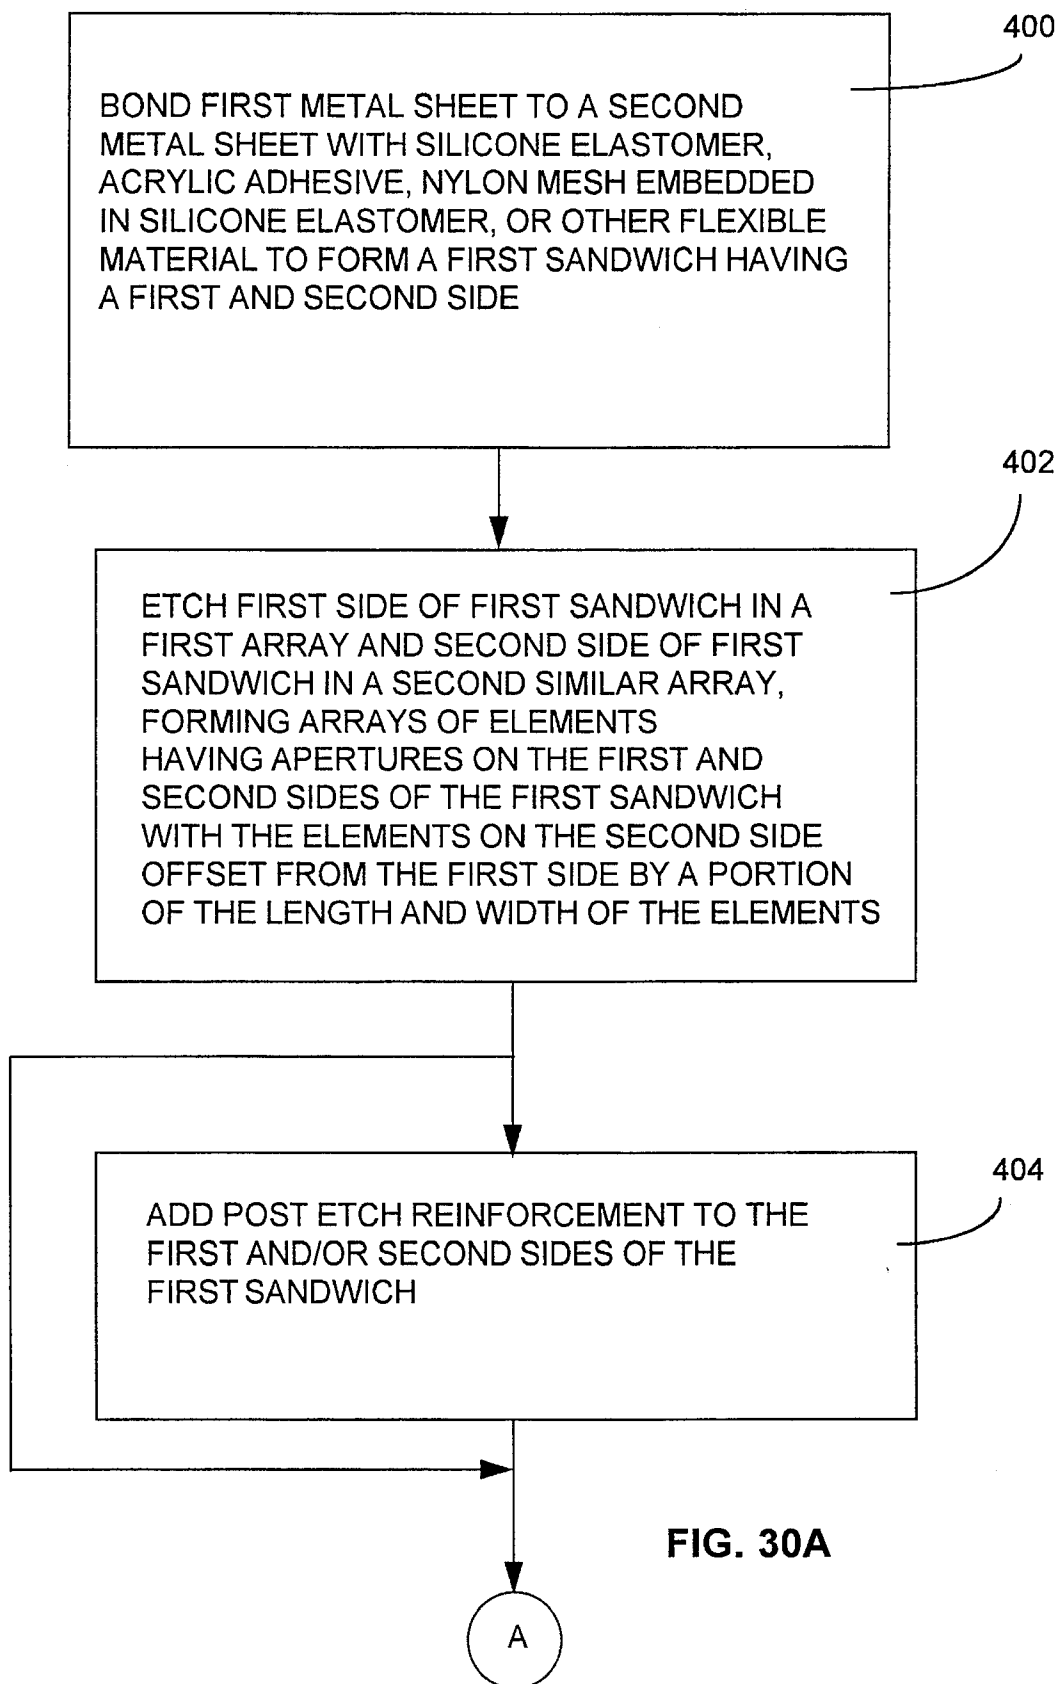 400
BOND FIRST METAL SHEET TO A SECOND
METAL SHEET WITH SILICONE ELASTOMER,
ACRYLIC ADHESIVE, NYLON MESH EMBEDDED
IN SILICONE ELASTOMER, OR OTHER FLEXIBLE
MATERIAL TO FORM A FIRST SANDWICH HAVING
A FIRST AND SECOND SIDE
402
ETCH FIRST SIDE OF FIRST SANDWICH IN A
FIRST ARRAY AND SECOND SIDE OF FIRST
SANDWICH IN A SECOND SIMILAR ARRAY,
FORMING ARRAYS OF ELEMENTS
HAVING APERTURES ON THE FIRST AND
SECOND SIDES OF THE FIRST SANDWICH
WITH THE ELEMENTS ON THE SECOND SIDE
OFFSET FROM THE FIRST SIDE BY A PORTION
OF THE LENGTH AND WIDTH OF THE ELEMENTS
404
ADD POST ETCH REINFORCEMENT TO THE
FIRST AND/OR SECOND SIDES OF THE
FIRST SANDWICH
FIG. 30A
A